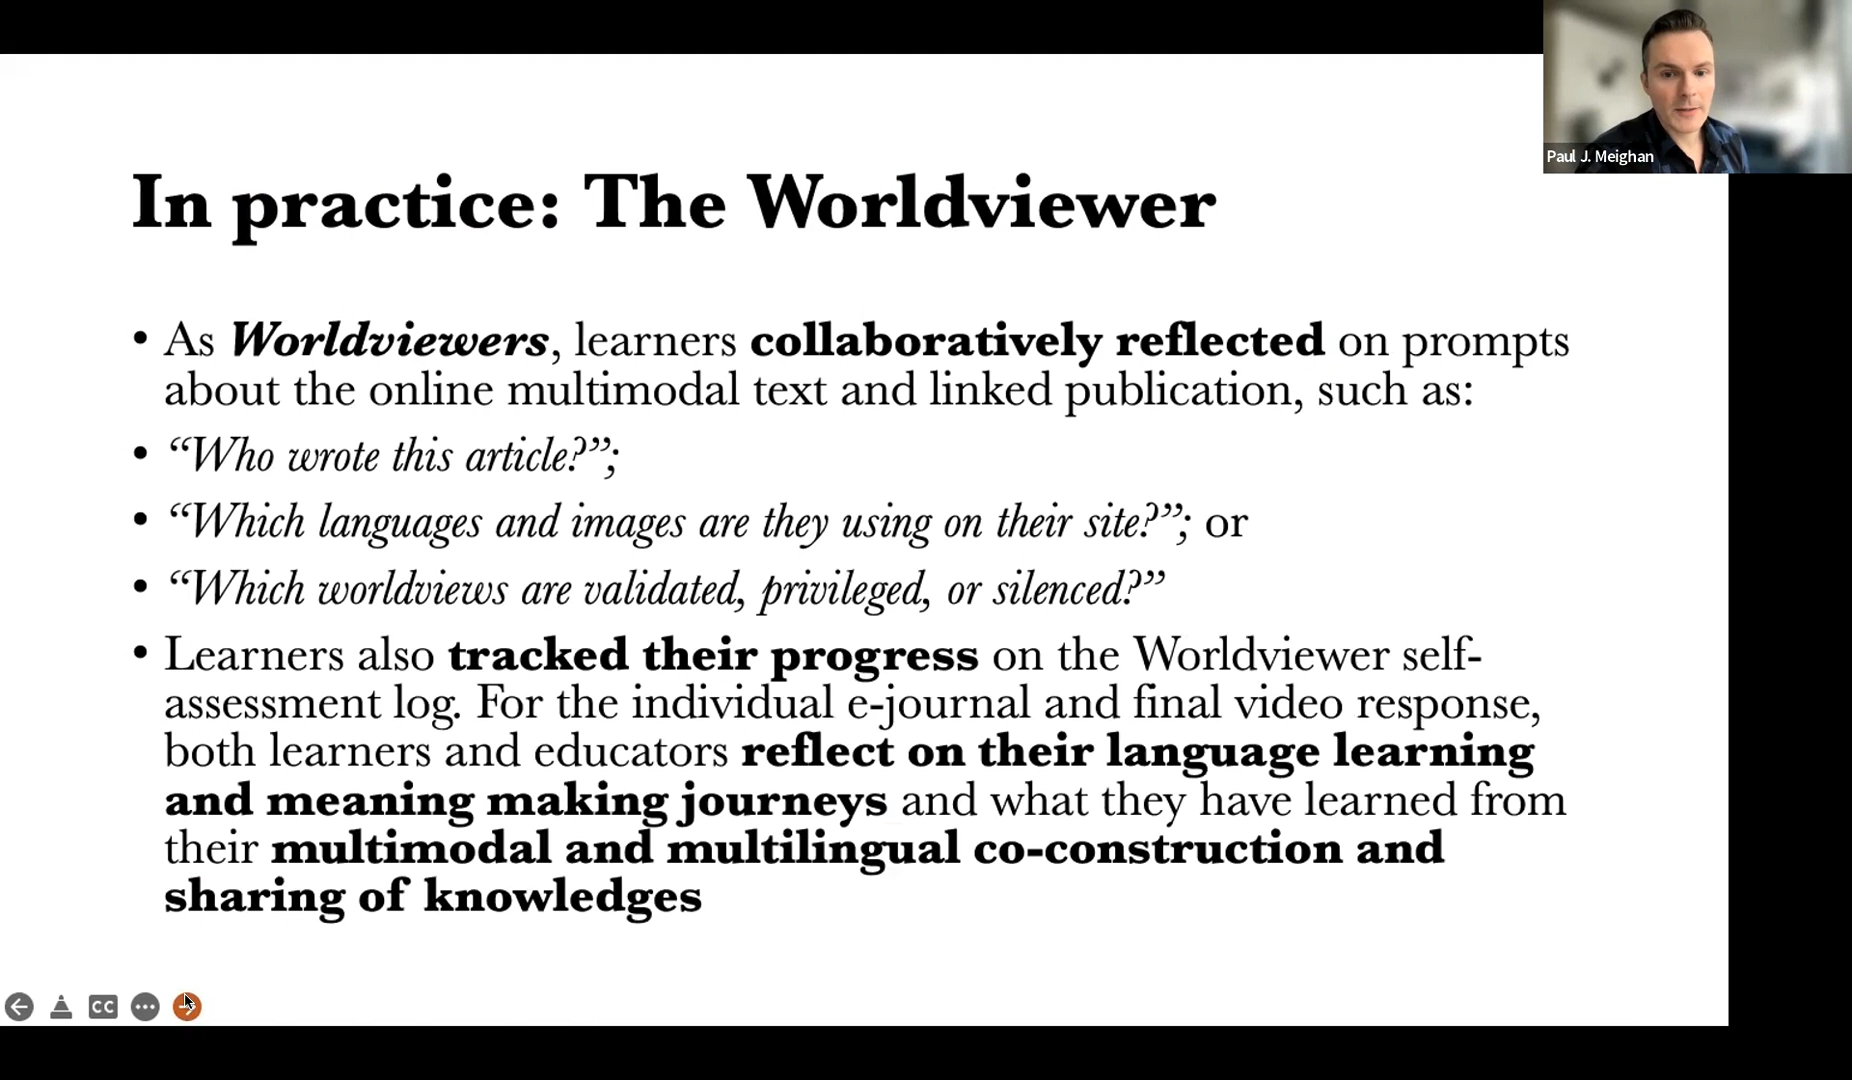 Paul J. Meighan
In practice: The Worldviewer
• As Worldviewers, learners collaboratively reflected on prompts
about the online multimodal text and linked publication, such as:
• “Who wrote this article?”;
• “Which languages and images are they using on their site?”; or
• “Which worldviews are validated, privileged, or silenced?”
• Learners also tracked their progress on the Worldviewer self-
assessment log. For the individual e-journal and final video response,
both learners and educators reflect on their language learning
and meaning making journeys and what they have learned from
their multimodal and multilingual co-construction and
sharing of knowledges
CC